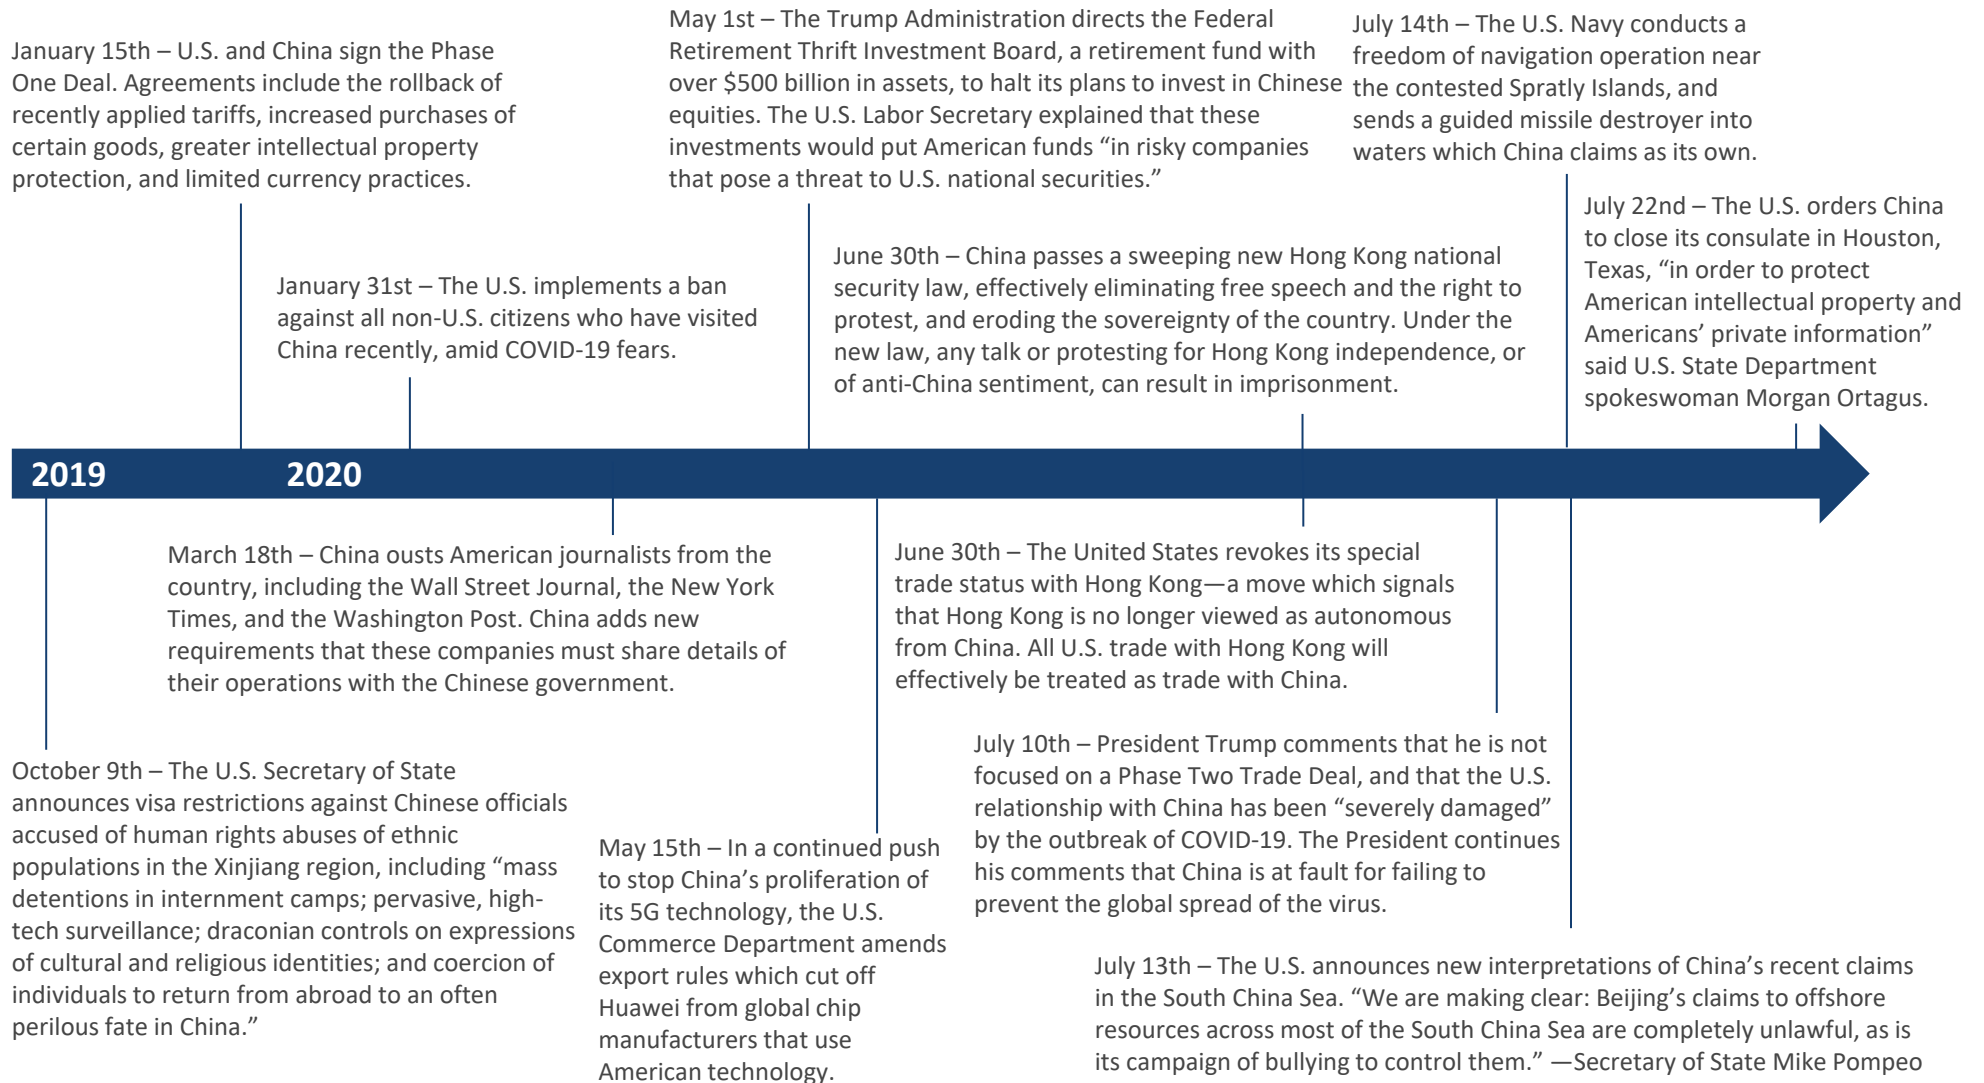 January 15th – U.S. and China sign the Phase
One Deal. Agreements include the rollback of
recently applied tariffs, increased purchases of
certain goods, greater intellectual property
protection, and limited currency practices.
May 1st – The Trump Administration directs the Federal
Retirement Thrift Investment Board, a retirement fund with
over $500 billion in assets, to halt its plans to invest in Chinese
equities. The U.S. Labor Secretary explained that these
investments would put American funds “in risky companies
that pose a threat to U.S. national securities.”
July 14th – The U.S. Navy conducts a
freedom of navigation operation near
the contested Spratly Islands, and
sends a guided missile destroyer into
waters which China claims as its own.
January 31st – The U.S. implements a ban
against all non-U.S. citizens who have visited
China recently, amid COVID-19 fears.
June 30th – China passes a sweeping new Hong Kong national
security law, effectively eliminating free speech and the right to
protest, and eroding the sovereignty of the country. Under the
new law, any talk or protesting for Hong Kong independence, or
of anti-China sentiment, can result in imprisonment.
July 22nd – The U.S. orders China
to close its consulate in Houston,
Texas, “in order to protect
American intellectual property and
Americans’ private information”
said U.S. State Department
spokeswoman Morgan Ortagus.
2019
2020
March 18th – China ousts American journalists from the
country, including the Wall Street Journal, the New York
Times, and the Washington Post. China adds new
requirements that these companies must share details of
their operations with the Chinese government.
June 30th – The United States revokes its special
trade status with Hong Kong—a move which signals
that Hong Kong is no longer viewed as autonomous
from China. All U.S. trade with Hong Kong will
effectively be treated as trade with China.
October 9th – The U.S. Secretary of State
announces visa restrictions against Chinese officials
accused of human rights abuses of ethnic
populations in the Xinjiang region, including “mass
detentions in internment camps; pervasive, high-
tech surveillance; draconian controls on expressions
of cultural and religious identities; and coercion of
individuals to return from abroad to an often
perilous fate in China.”
May 15th – In a continued push
to stop China’s proliferation of
its 5G technology, the U.S.
Commerce Department amends
export rules which cut off
Huawei from global chip
manufacturers that use
American technology.
July 10th – President Trump comments that he is not
focused on a Phase Two Trade Deal, and that the U.S.
relationship with China has been “severely damaged”
by the outbreak of COVID-19. The President continues
his comments that China is at fault for failing to
prevent the global spread of the virus.
July 13th – The U.S. announces new interpretations of China’s recent claims
in the South China Sea. “We are making clear: Beijing’s claims to offshore
resources across most of the South China Sea are completely unlawful, as is
its campaign of bullying to control them.” —Secretary of State Mike Pompeo